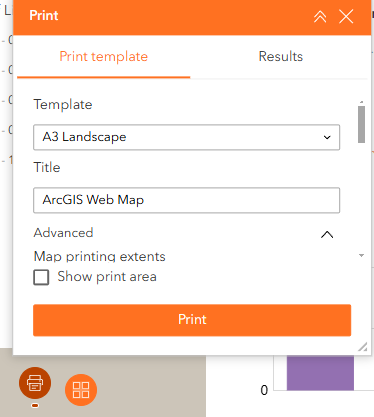 Print
Print template
Results
Template
A3 Landscape
Title
ArcGIS Web Map
Advanced
Map printing extents
Show print area
Print
0